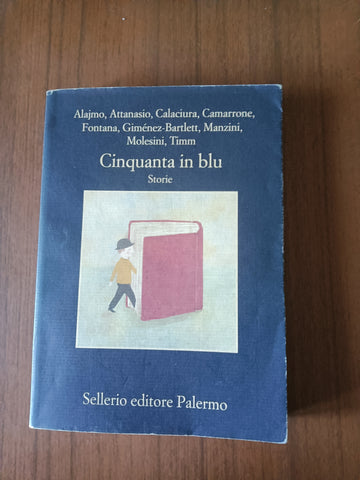 Alajmo, Attanasio, Calaciura, Camarrone,
Fontana, Giménez-Bartlett, Manzini,
Molesini, Timm
Cinquanta in blu
Storie
Sellerio editore Palermo